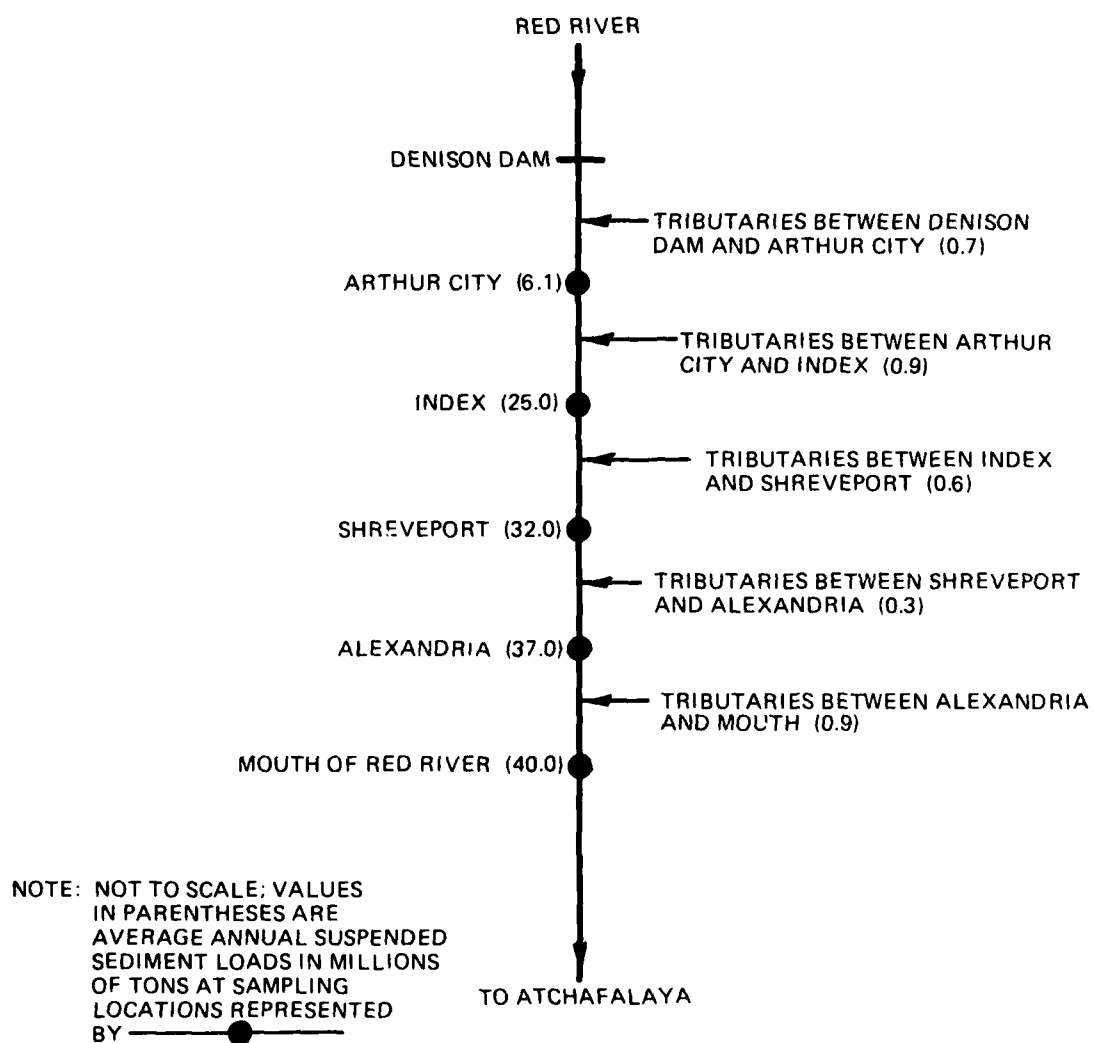 RED RIVER
DENISON DAM
TRIBUTARIES BETWEEN DENISON
DAM AND ARTHUR CITY (0.7)
ARTHUR CITY (6.1)
TRIBUTARIES BETWEEN ARTHUR
CITY AND INDEX (0.9)
INDEX (25.0)
TRIBUTARIES BETWEEN INDEX
AND SHREVEPORT (0.6)
SHREVEPORT (32.0)
TRIBUTARIES BETWEEN SHREVEPORT
AND ALEXANDRIA (0.3)
ALEXANDRIA (37.0)
TRIBUTARIES BETWEEN ALEXANDRIA
AND MOUTH (0.9)
MOUTH OF RED RIVER (40.0)
NOTE: NOT TO SCALE; VALUES
IN PARENTHESES ARE
AVERAGE ANNUAL SUSPENDED
SEDIMENT LOADS IN MILLIONS
OF TONS AT SAMPLING
LOCATIONS REPRESENTED
BY
TO ATCHAFALAYA